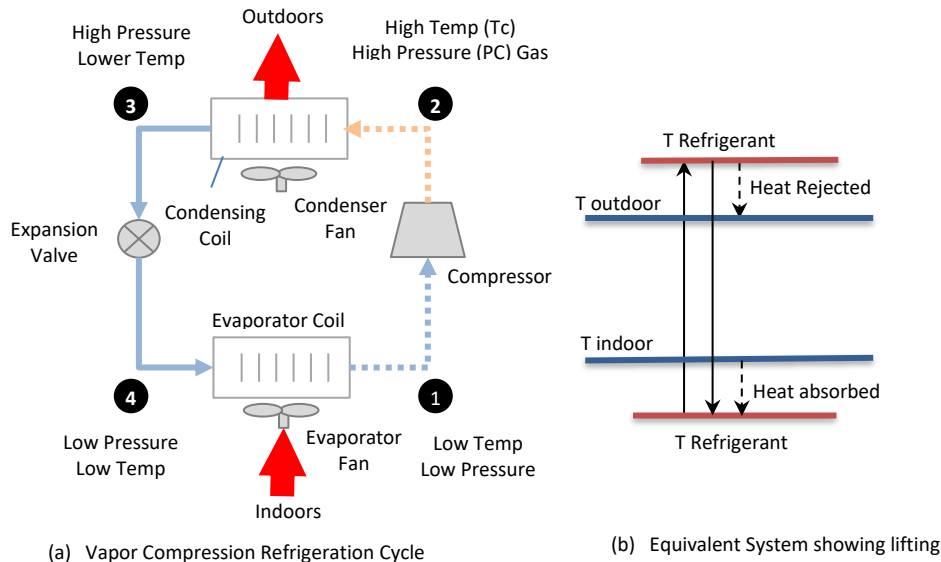 Outdoors
High Pressure
Lower Temp
High Temp (Tc)
High Pressure (PC) Gas
3
2
Condensing
Coil
Condenser
Fan
Expansion
Valve
Compressor
Evaporator Coil
4
1
Low Pressure
Low Temp
Evaporator
Fan
Low Temp
Low Pressure
Indoors
(a) Vapor Compression Refrigeration Cycle
T Refrigerant
Heat Rejected
T outdoor
T indoor
Heat absorbed
T Refrigerant
(b) Equivalent System showing lifting